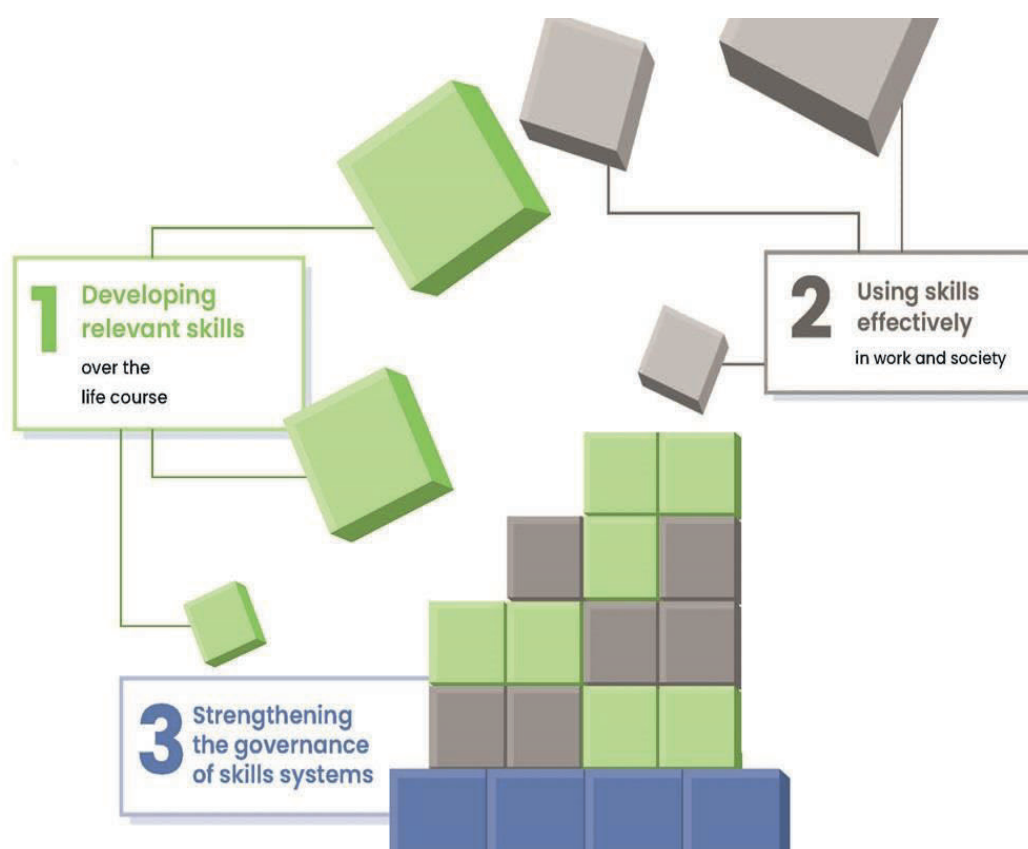 1
Developing
relevant skills
over the
life course
2
Using skills
effectively
in work and society
3
Strengthening
the governance
of skills systems